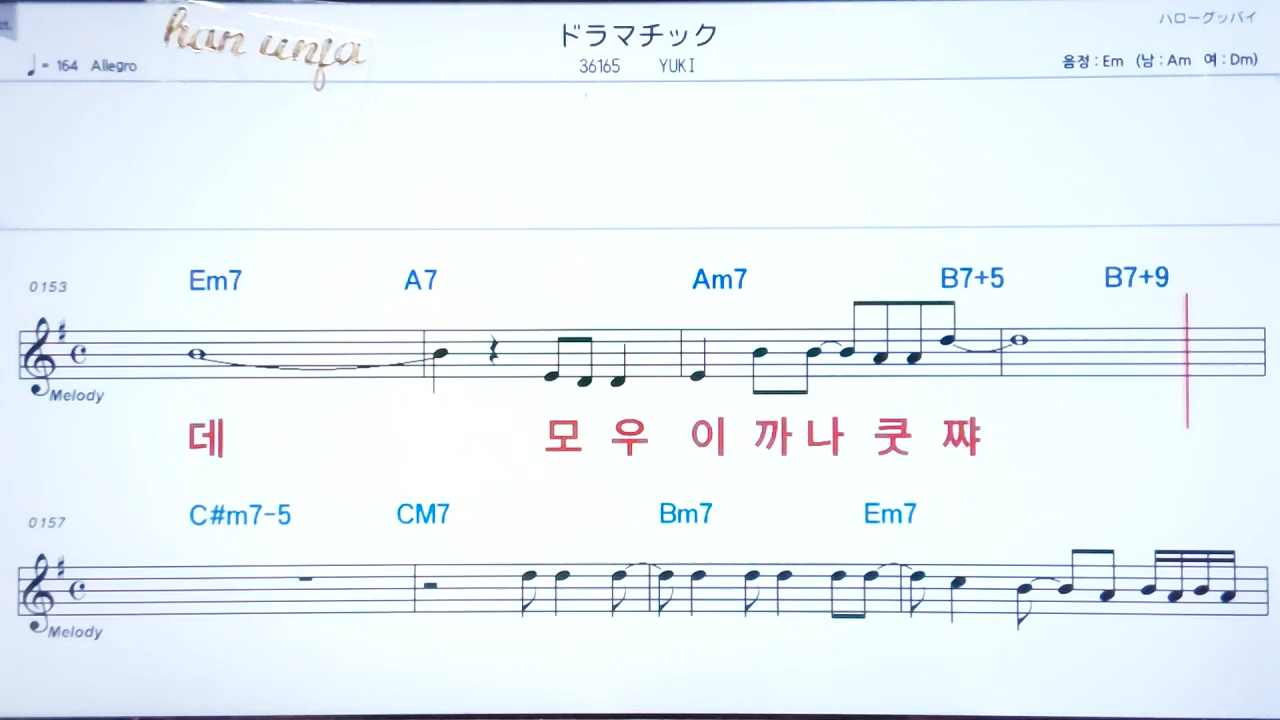 han unfa
ドラマチック
36165 YUKI
ハローグッバイ
♩= 164 Allegro
음정 : Em (남 : Am 여 : Dm)
0153
Em7 A7 Am7 B7+5 B7+9
Melody
데 모 우 이 까 나 쿳 쨔
0157
C#m7-5 CM7 Bm7 Em7
Melody